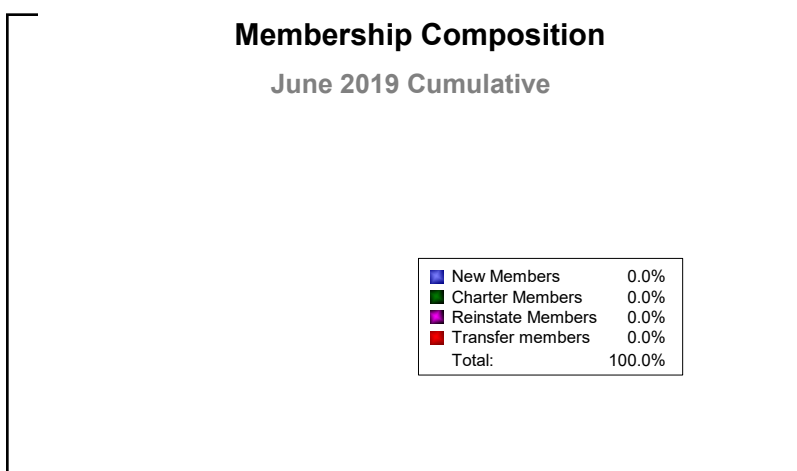 Membership Composition
June 2019 Cumulative
New Members 0.0%
Charter Members 0.0%
Reinstate Members 0.0%
Transfer members 0.0%
Total: 100.0%